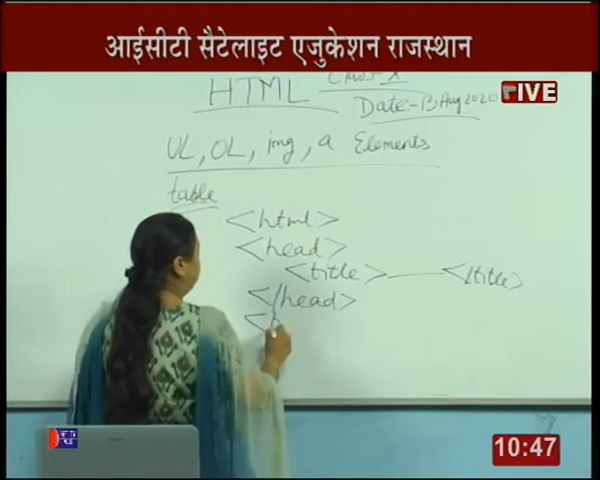 आईसीटी सैटेलाइट एजुकेशन राजस्थान
LIVE
Class-X
HTML
Date:-13 Aug 2020
UL, OL, img, a Elements
table
<html>
<head>
<title> —— </title>
</head>
<
10:47